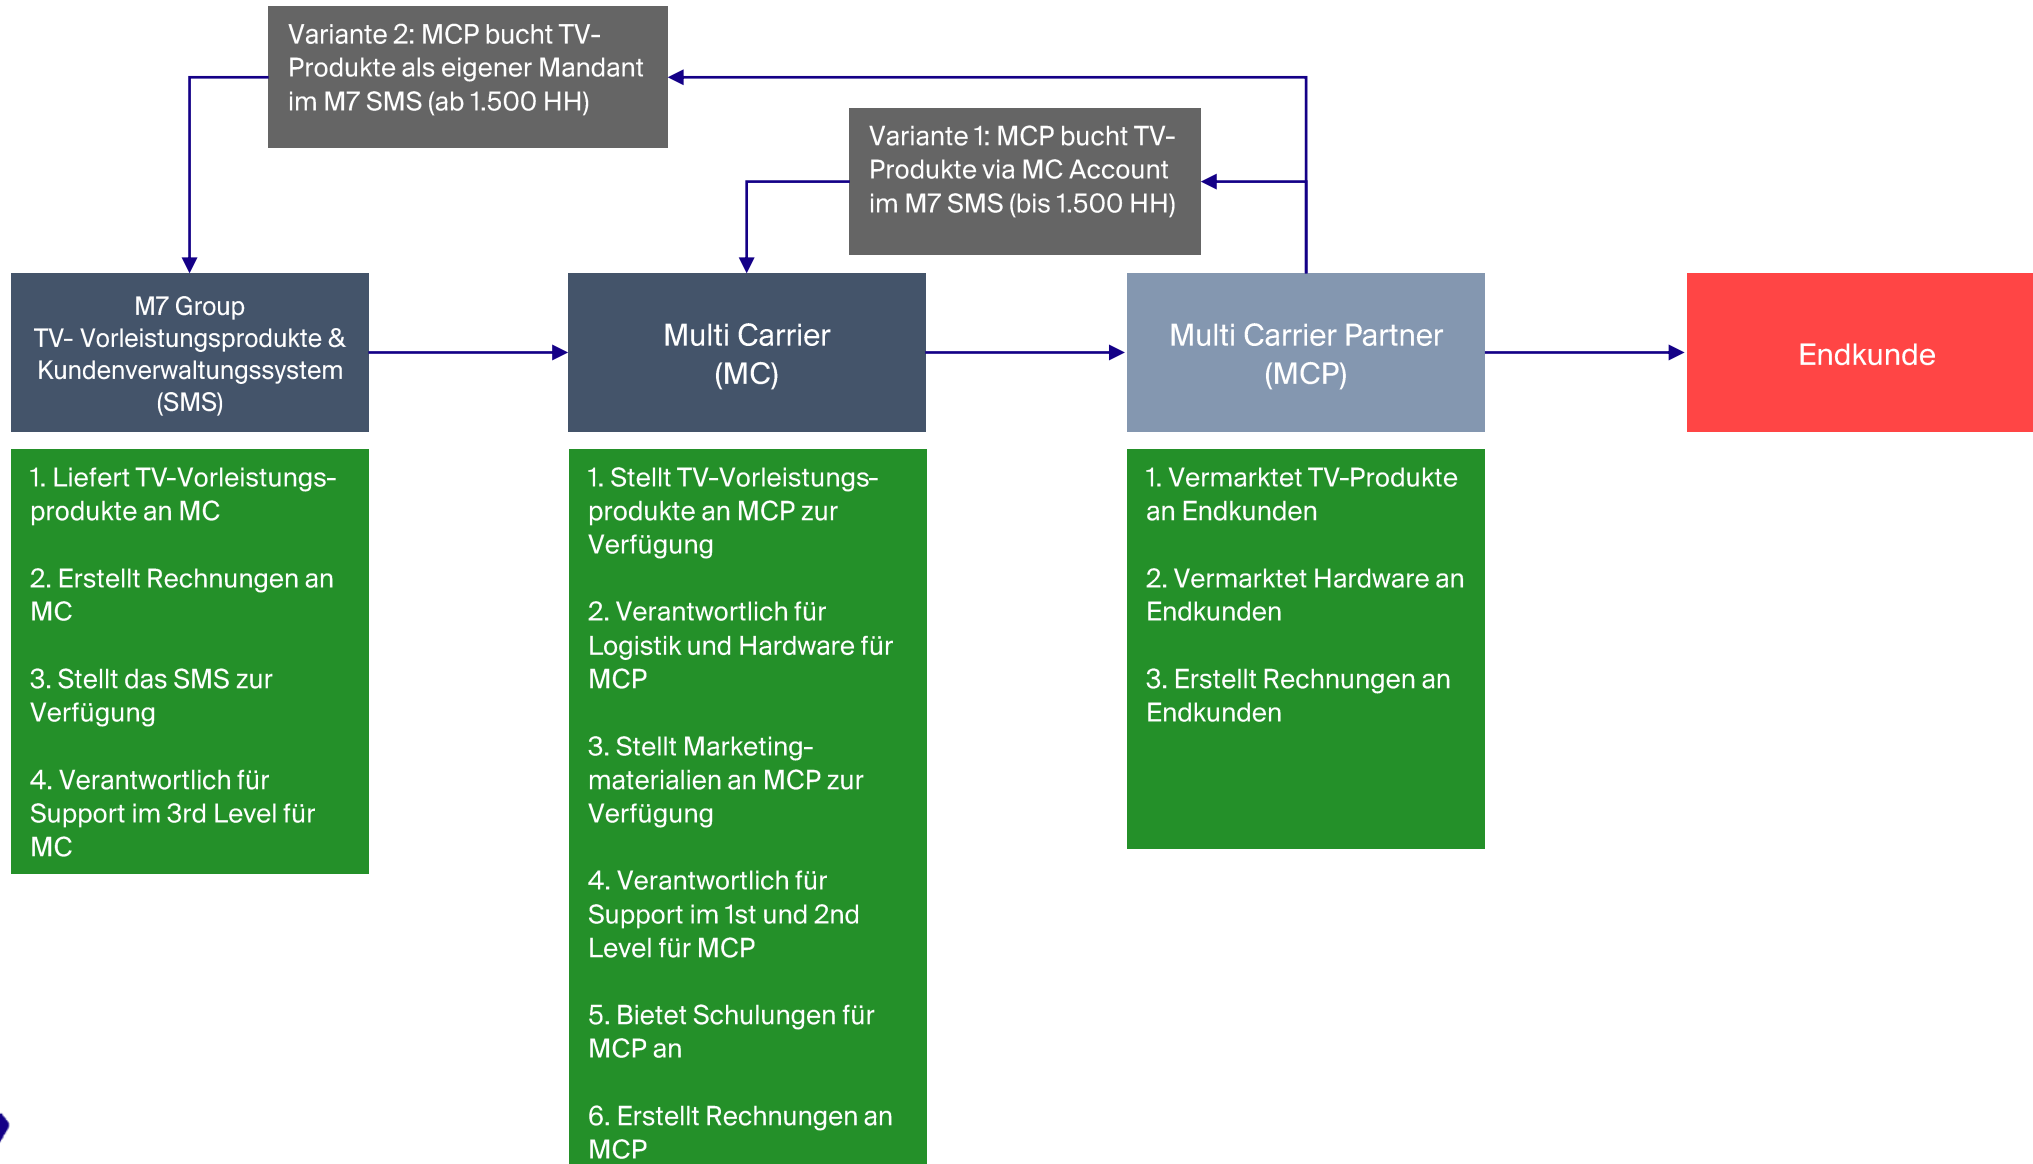 Variante 2: MCP bucht TV-
Produkte als eigener Mandant
im M7 SMS (ab 1.500 HH)
Variante 1: MCP bucht TV-
Produkte via MC Account
im M7 SMS (bis 1.500 HH)
M7 Group
TV- Vorleistungsprodukte &
Kundenverwaltungssystem
(SMS)
Multi Carrier
(MC)
Multi Carrier Partner
(MCP)
Endkunde
1. Liefert TV-Vorleistungs-
produkte an MC
2. Erstellt Rechnungen an
MC
3. Stellt das SMS zur
Verfügung
4. Verantwortlich für
Support im 3rd Level für
MC
1. Stellt TV-Vorleistungs-
produkte an MCP zur
Verfügung
2. Verantwortlich für
Logistik und Hardware für
MCP
3. Stellt Marketing-
materialien an MCP zur
Verfügung
4. Verantwortlich für
Support im 1st und 2nd
Level für MCP
5. Bietet Schulungen für
MCP an
6. Erstellt Rechnungen an
MCP
1. Vermarktet TV-Produkte
an Endkunden
2. Vermarktet Hardware an
Endkunden
3. Erstellt Rechnungen an
Endkunden